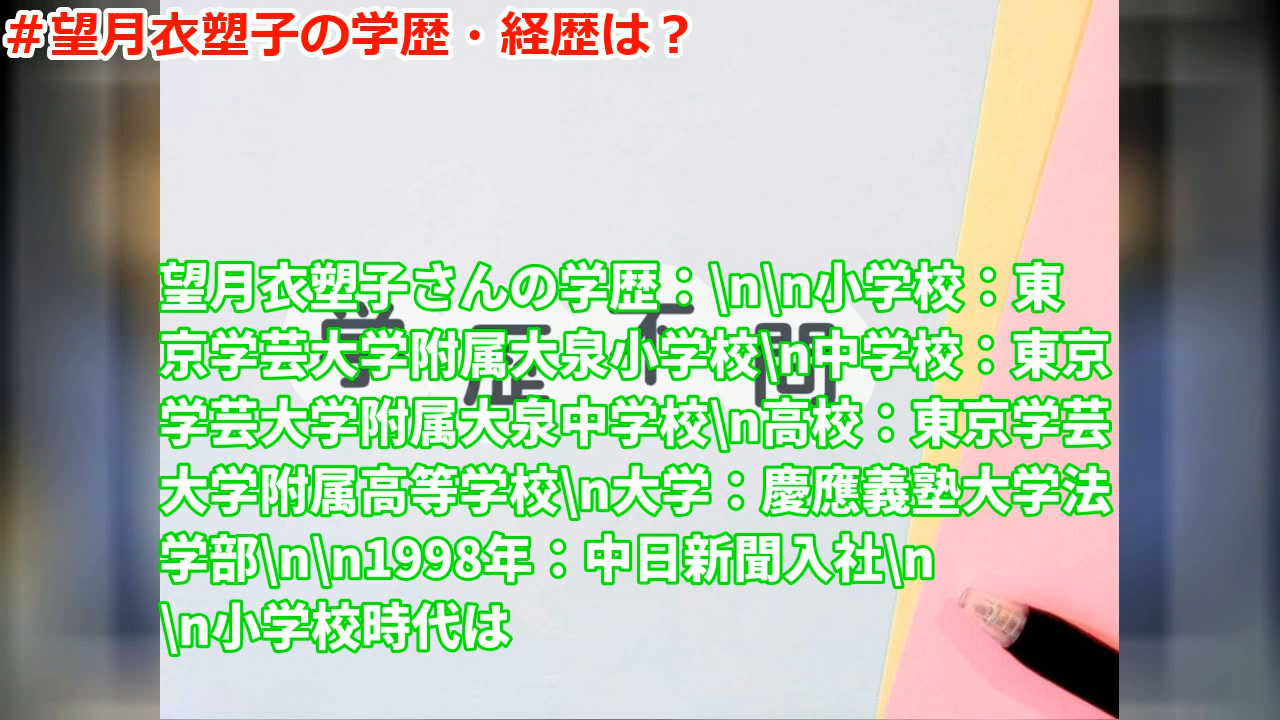 #望月衣塑子の学歴・経歴は？
望月衣塑子さんの学歴：\n\n小学校：東
京学芸大学附属大泉小学校\n中学校：東京
学芸大学附属大泉中学校\n高校：東京学芸
大学附属高等学校\n大学：慶應義塾大学法
学部\n\n1998年：中日新聞入社\n
\n小学校時代は
学歴不問